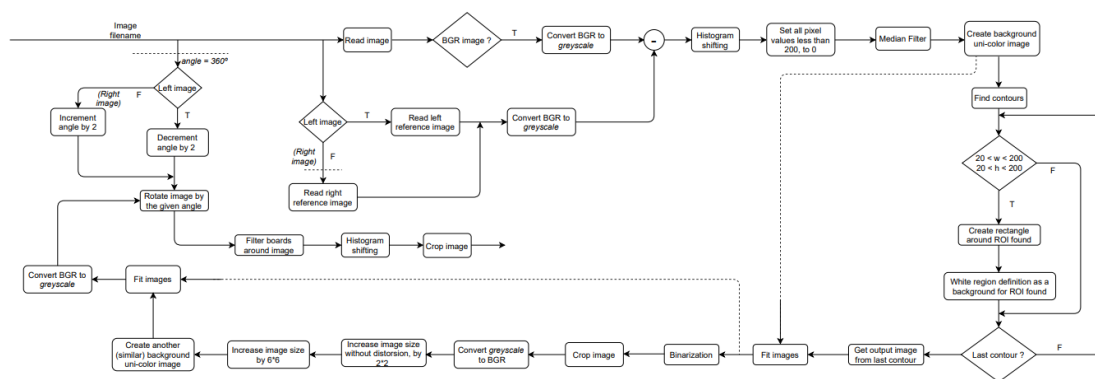 Image
filename
Read image
BGR image ?
T
Convert BGR to
greyscale
-
Histogram
shifting
Set all pixel
values less than
200, to 0
Median Filter
Create background
uni-color image
angle = 360º
Left image
(Right
image)
F
T
Increment
angle by 2
Decrement
angle by 2
Left image
T
Read left
reference image
Convert BGR to
greyscale
(Right
image)
F
Read right
reference image
Find contours
20 < w < 200
20 < h < 200
F
T
Create rectangle
around ROI found
White region definition as a
background for ROI found
Rotate image by
the given angle
Filter boards
around image
Histogram
shifting
Crop image
Convert BGR to
greyscale
Fit images
Create another
(similar) background
uni-color image
Increase image size
by 6*6
Increase image size
without distorsion, by
2*2
Convert greyscale
to BGR
Crop image
Binarization
Fit images
Get output image
from last contour
Last contour ?
F